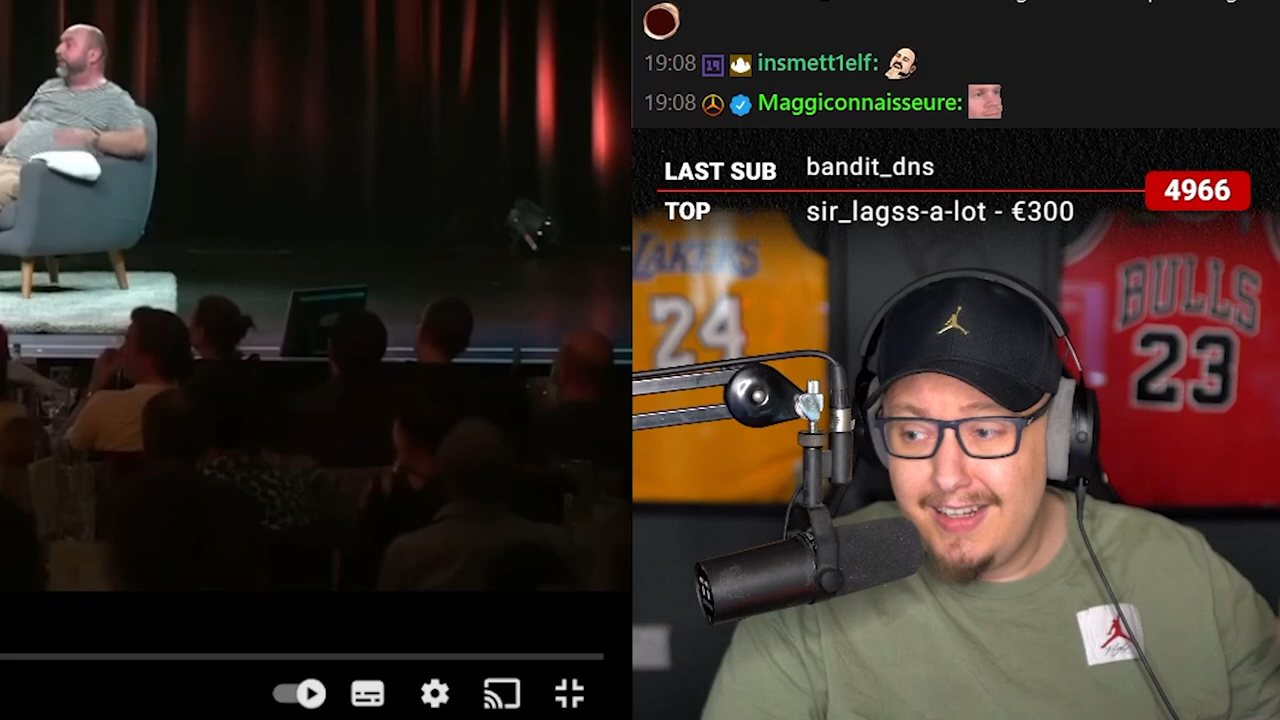 19:08 insmett1elf:
19:08 Maggiconnaisseure:
LAST SUB bandit_dns
4966
TOP sir_lagss-a-lot - €300
LAKERS
24
BULLS
23